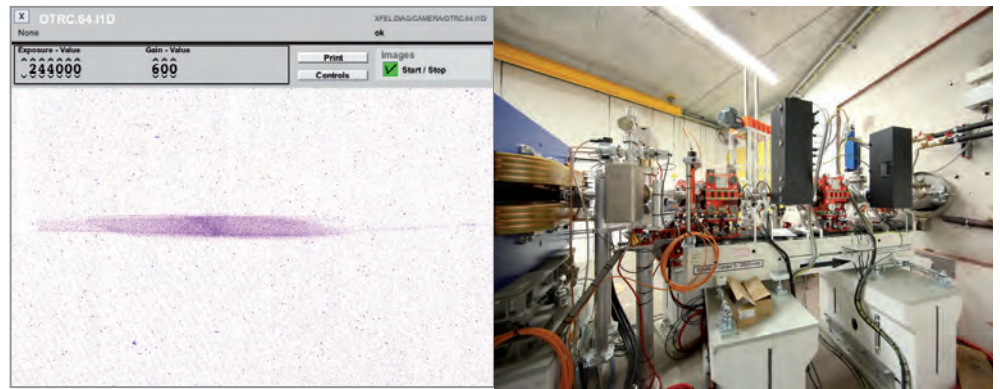 X OTRC.64.I1D XFEL.DIAG/CAMERA/OTRC.64.I1D/
None ok
Exposure - Value Gain - Value Print Images
244000 600 Controls Start / Stop